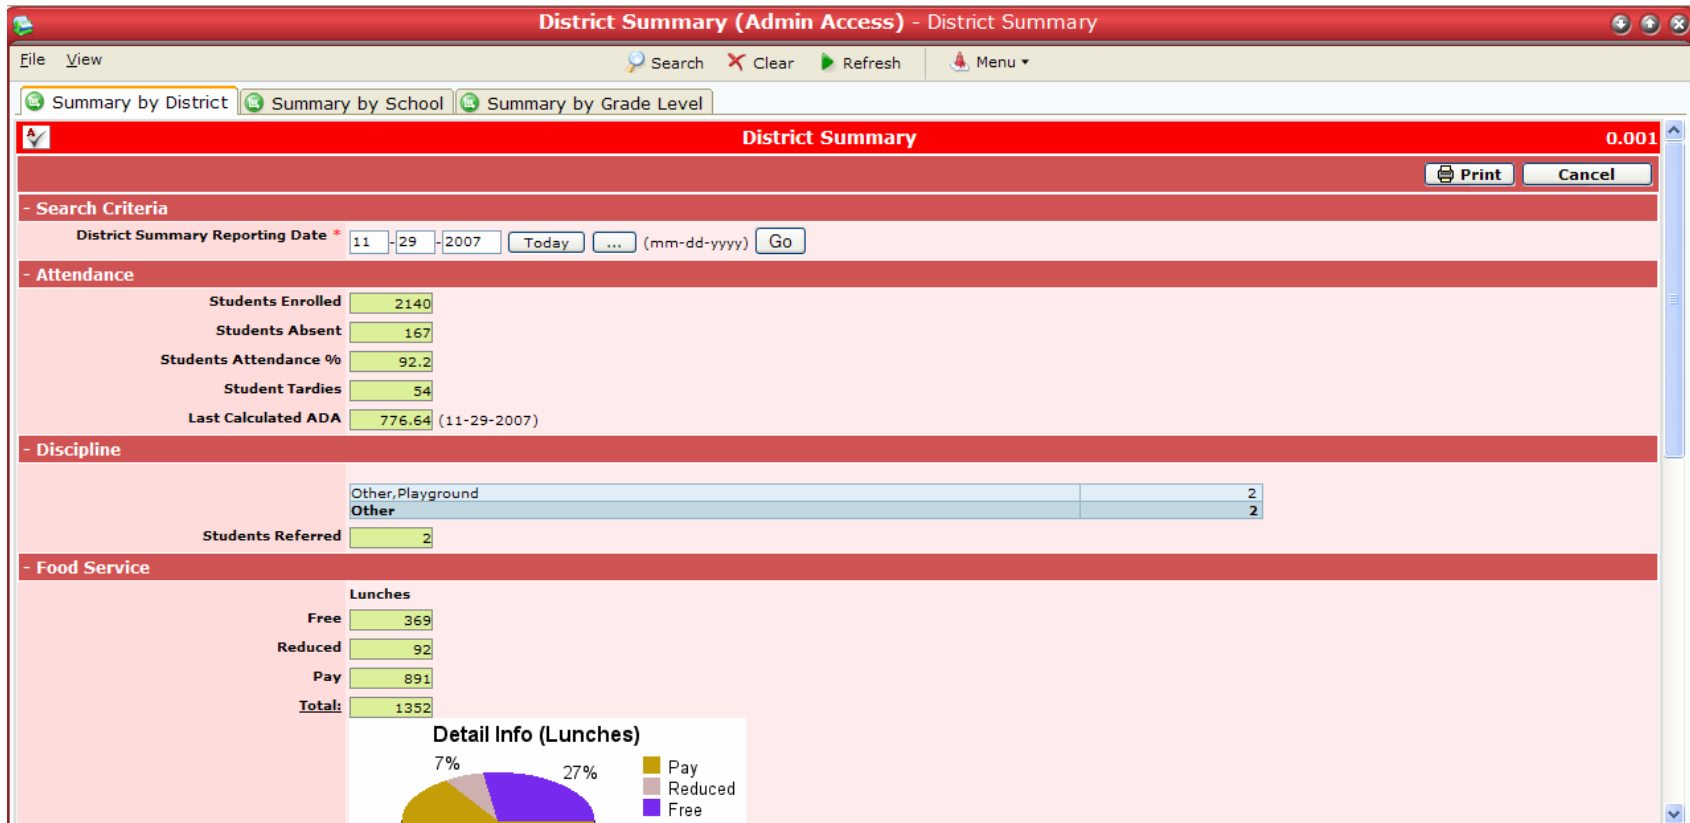 District Summary (Admin Access) - District Summary
File View Search Clear Refresh Menu
Summary by District Summary by School Summary by Grade Level
District Summary 0.001
Print Cancel
- Search Criteria
District Summary Reporting Date * 11 -29 -2007 Today ... (mm-dd-yyyy) Go
- Attendance
Students Enrolled 2140
Students Absent 167
Students Attendance % 92.2
Student Tardies 54
Last Calculated ADA 776.64 (11-29-2007)
- Discipline
Other,Playground 2
Other 2
Students Referred 2
- Food Service
Lunches
Free 369
Reduced 92
Pay 891
Total: 1352
Detail Info (Lunches)
7% 27% Pay
Reduced
Free